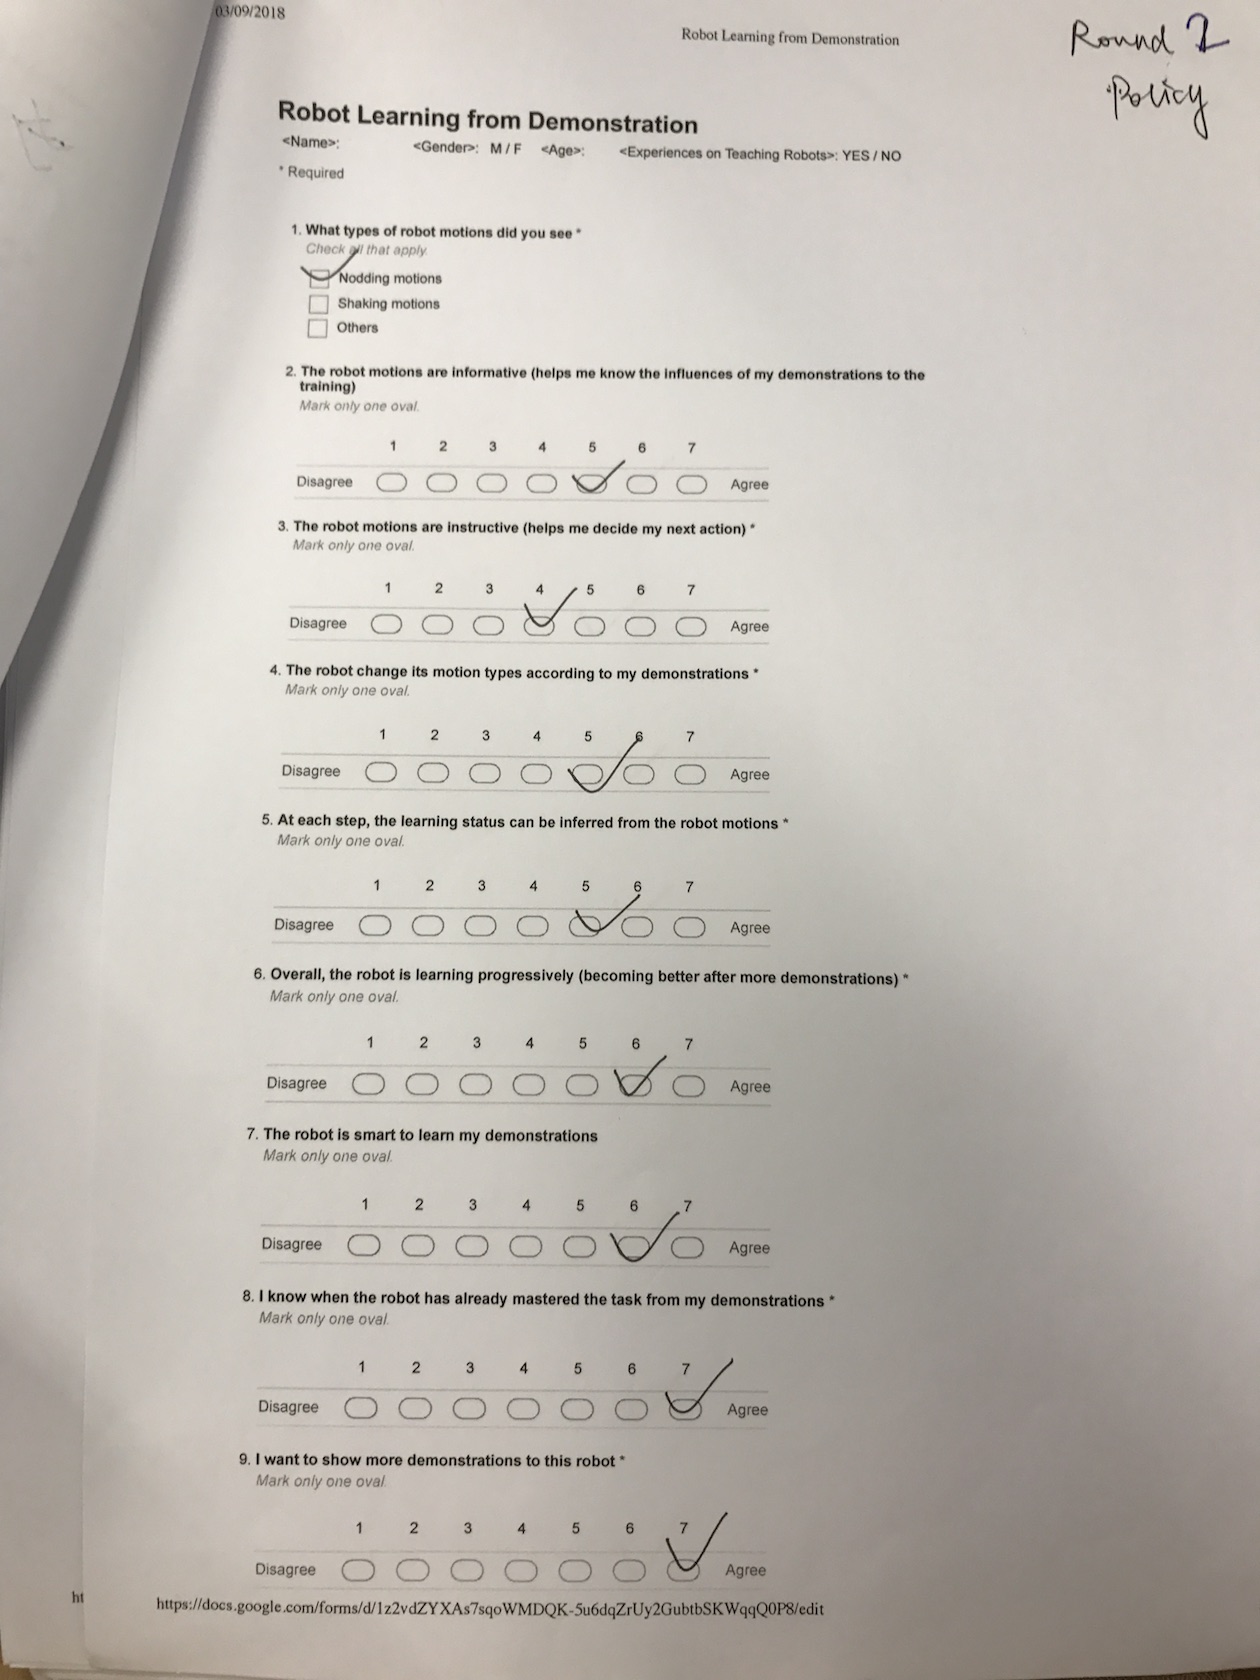 03/09/2018
Robot Learning from Demonstration
Round 2
Policy
Robot Learning from Demonstration
<Name>: <Gender>: M / F <Age>: <Experiences on Teaching Robots>: YES / NO
* Required
1. What types of robot motions did you see *
Check all that apply.
Nodding motions
Shaking motions
Others
2. The robot motions are informative (helps me know the influences of my demonstrations to the
training)
Mark only one oval.
1 2 3 4 5 6 7
Disagree Agree
3. The robot motions are instructive (helps me decide my next action) *
Mark only one oval.
1 2 3 4 5 6 7
Disagree Agree
4. The robot change its motion types according to my demonstrations *
Mark only one oval.
1 2 3 4 5 6 7
Disagree Agree
5. At each step, the learning status can be inferred from the robot motions *
Mark only one oval.
1 2 3 4 5 6 7
Disagree Agree
6. Overall, the robot is learning progressively (becoming better after more demonstrations) *
Mark only one oval.
1 2 3 4 5 6 7
Disagree Agree
7. The robot is smart to learn my demonstrations
Mark only one oval.
1 2 3 4 5 6 7
Disagree Agree
8. I know when the robot has already mastered the task from my demonstrations *
Mark only one oval.
1 2 3 4 5 6 7
Disagree Agree
9. I want to show more demonstrations to this robot *
Mark only one oval.
1 2 3 4 5 6 7
Disagree Agree
ht
https://docs.google.com/forms/d/1z2vdZYXAs7sqoWMDQK-5u6dqZrUy2GubtbSKWqqQ0P8/edit